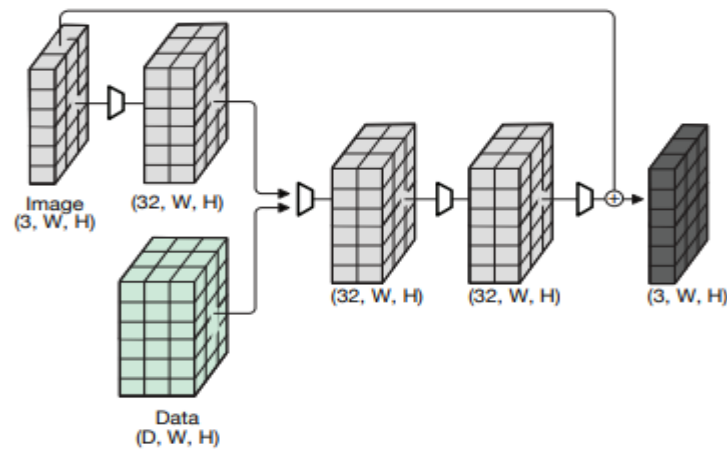 Image
(3, W, H)
(32, W, H)
Data
(D, W, H)
(32, W, H)
(32, W, H)
+
(3, W, H)